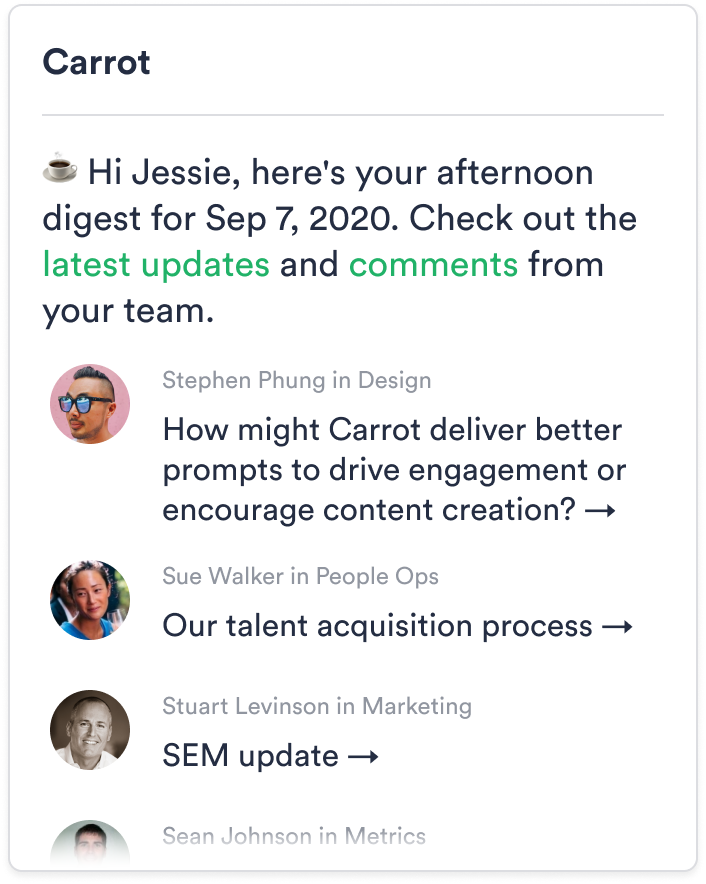 Carrot
☕ Hi Jessie, here's your afternoon
digest for Sep 7, 2020. Check out the
latest updates and comments from
your team.
Stephen Phung in Design
How might Carrot deliver better
prompts to drive engagement or
encourage content creation? →
Sue Walker in People Ops
Our talent acquisition process →
Stuart Levinson in Marketing
SEM update →
Sean Johnson in Metrics